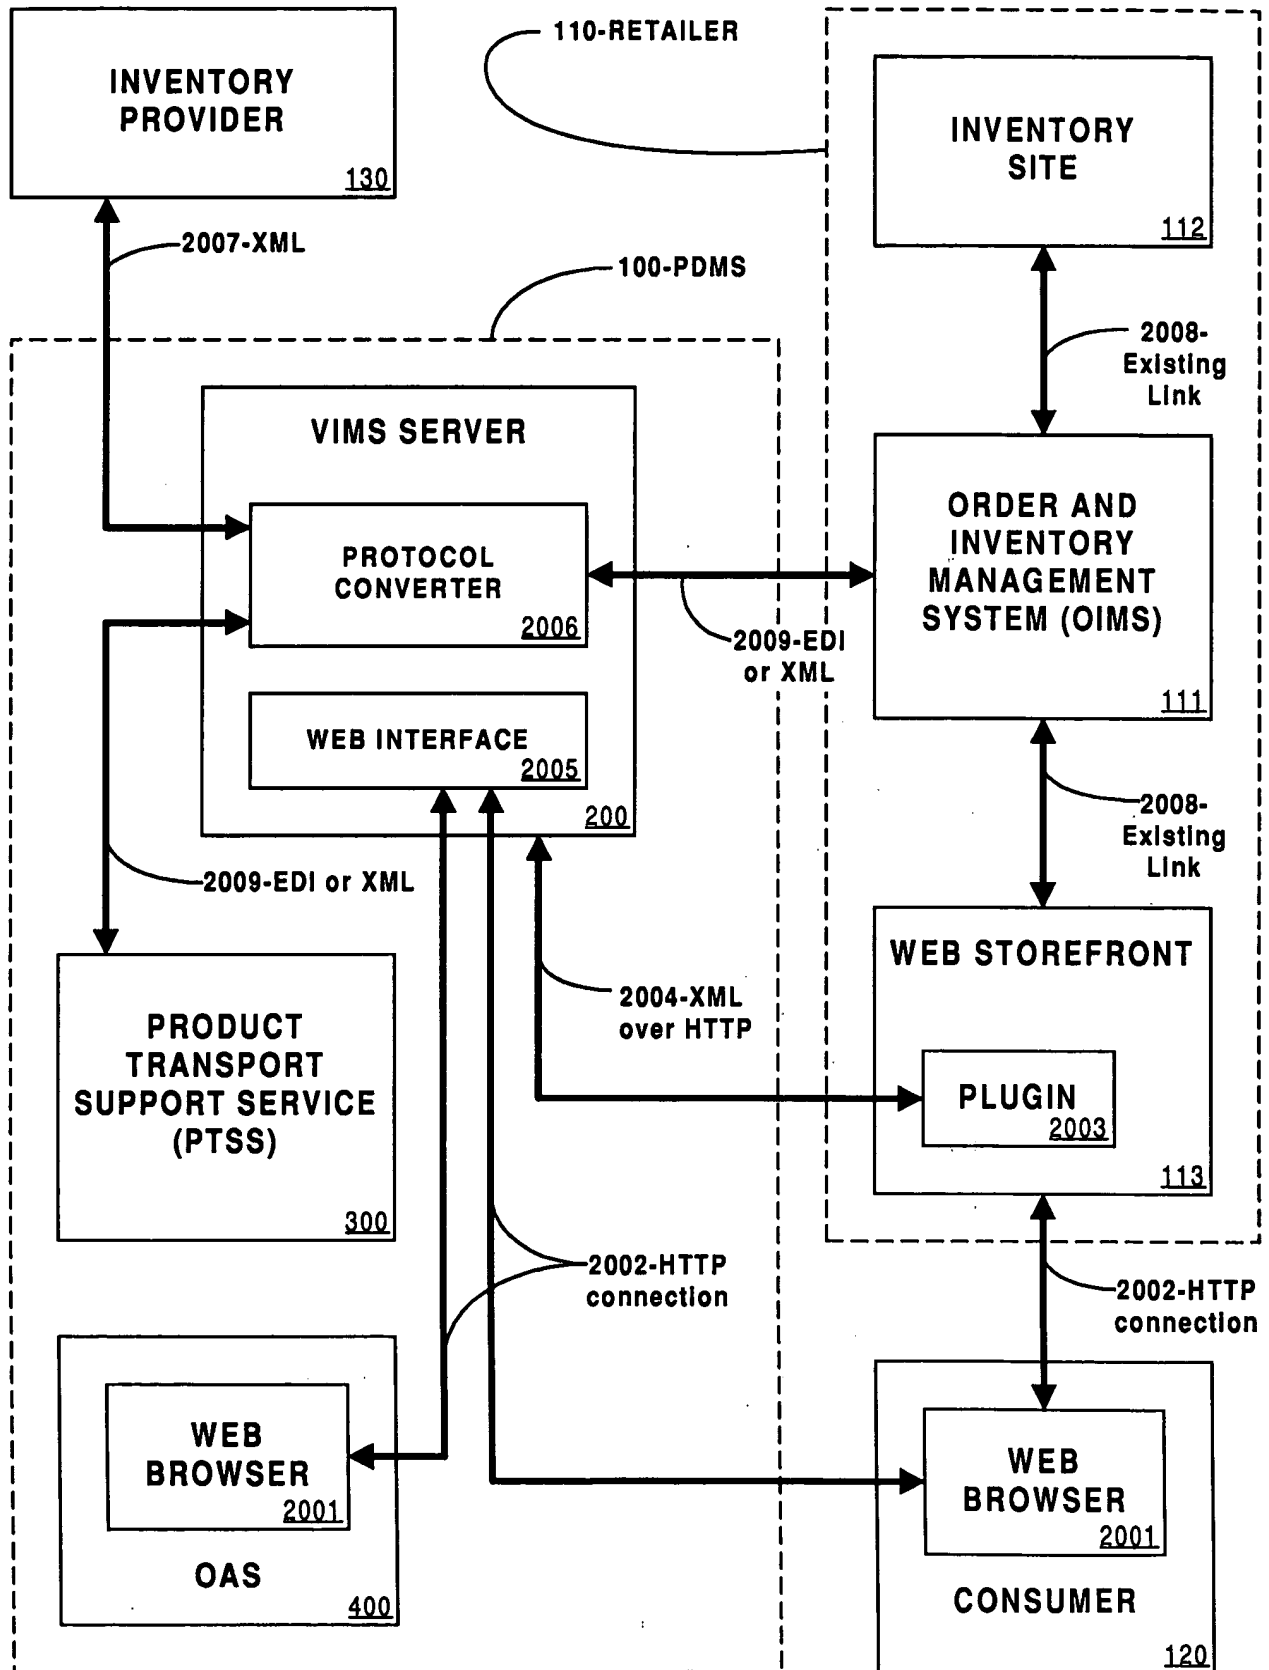 110-RETAILER
INVENTORY
PROVIDER
130
INVENTORY
SITE
112
2007-XML
100-PDMS
2008-
Existing
Link
VIMS SERVER
PROTOCOL
CONVERTER
2006
ORDER AND
INVENTORY
MANAGEMENT
SYSTEM (OIMS)
111
2009-EDI
or XML
WEB INTERFACE
2005
200
2008-
Existing
Link
2009-EDI or XML
WEB STOREFRONT
PLUGIN
2003
113
2004-XML
over HTTP
PRODUCT
TRANSPORT
SUPPORT SERVICE
(PTSS)
300
2002-HTTP
connection
2002-HTTP
connection
WEB
BROWSER
2001
OAS
400
WEB
BROWSER
2001
CONSUMER
120